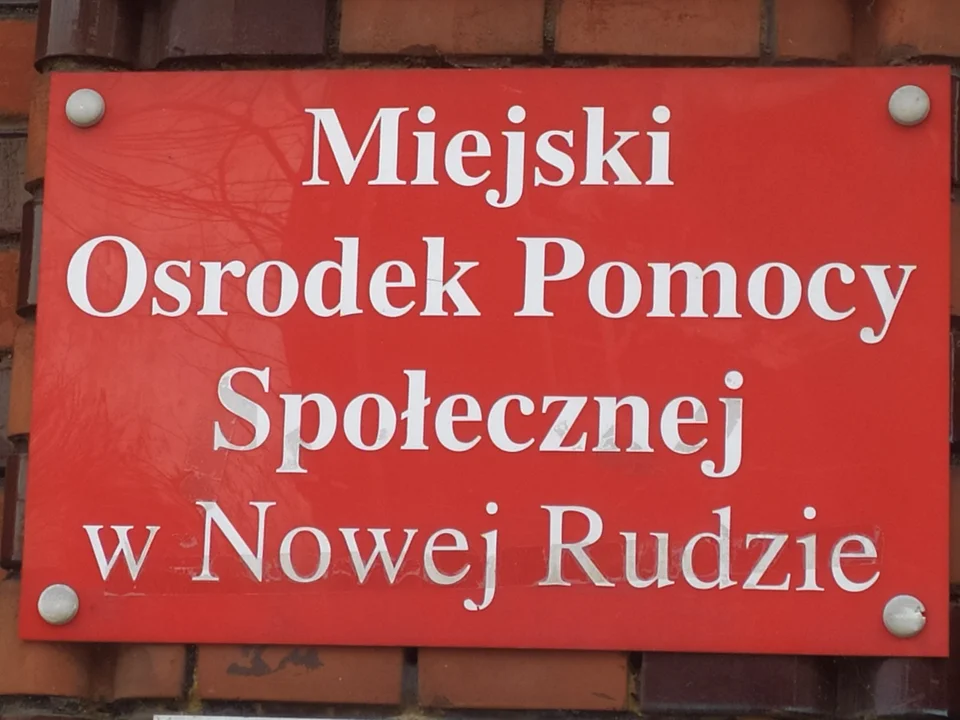 Miejski
Osrodek Pomocy
Społecznej
w Nowej Rudzie